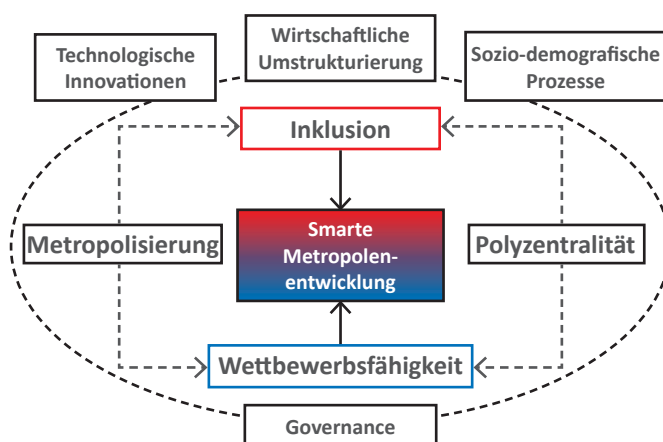 Technologische
Innovationen
Wirtschaftliche
Umstrukturierung
Sozio-demografische
Prozesse
Inklusion
Metropolisierung
Smarte
Metropolen-
entwicklung
Polyzentralität
Wettbewerbsfähigkeit
Governance